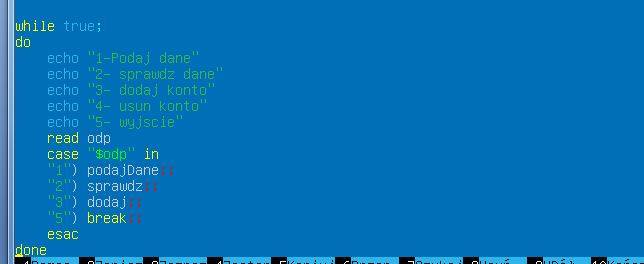 while true;
do
echo "1-Podaj dane"
echo "2- sprawdz dane"
echo "3- dodaj konto"
echo "4- usun konto"
echo "5- wyjscie"
read odp
case "$odp" in
"1") podajDane;;
"2") sprawdz;;
"3") dodaj;;
"5") break;;
esac
done